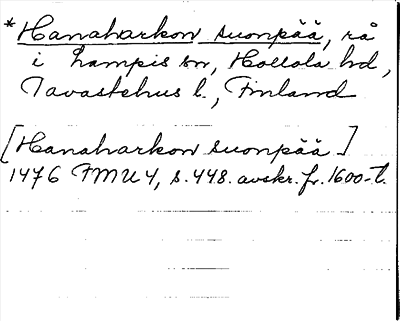 *Hanaharkon suonpää, rå
i Lampis sn, Hollola hd,
Tavastehus l., Finland
[Hanaharkon suonpää]
1476 FMU 4, s. 448. avskr. fr. 1600-t.